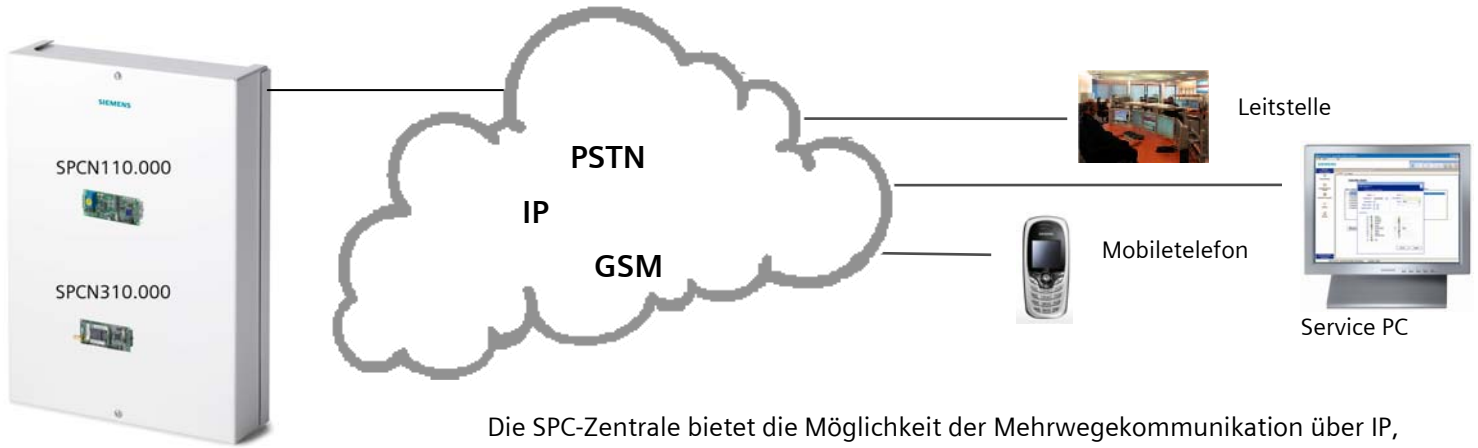 SIEMENS
SPCN110.000
SPCN310.000
PSTN
IP
GSM
Leitstelle
Mobiletelefon
Service PC
Die SPC-Zentrale bietet die Möglichkeit der Mehrwegekommunikation über IP,